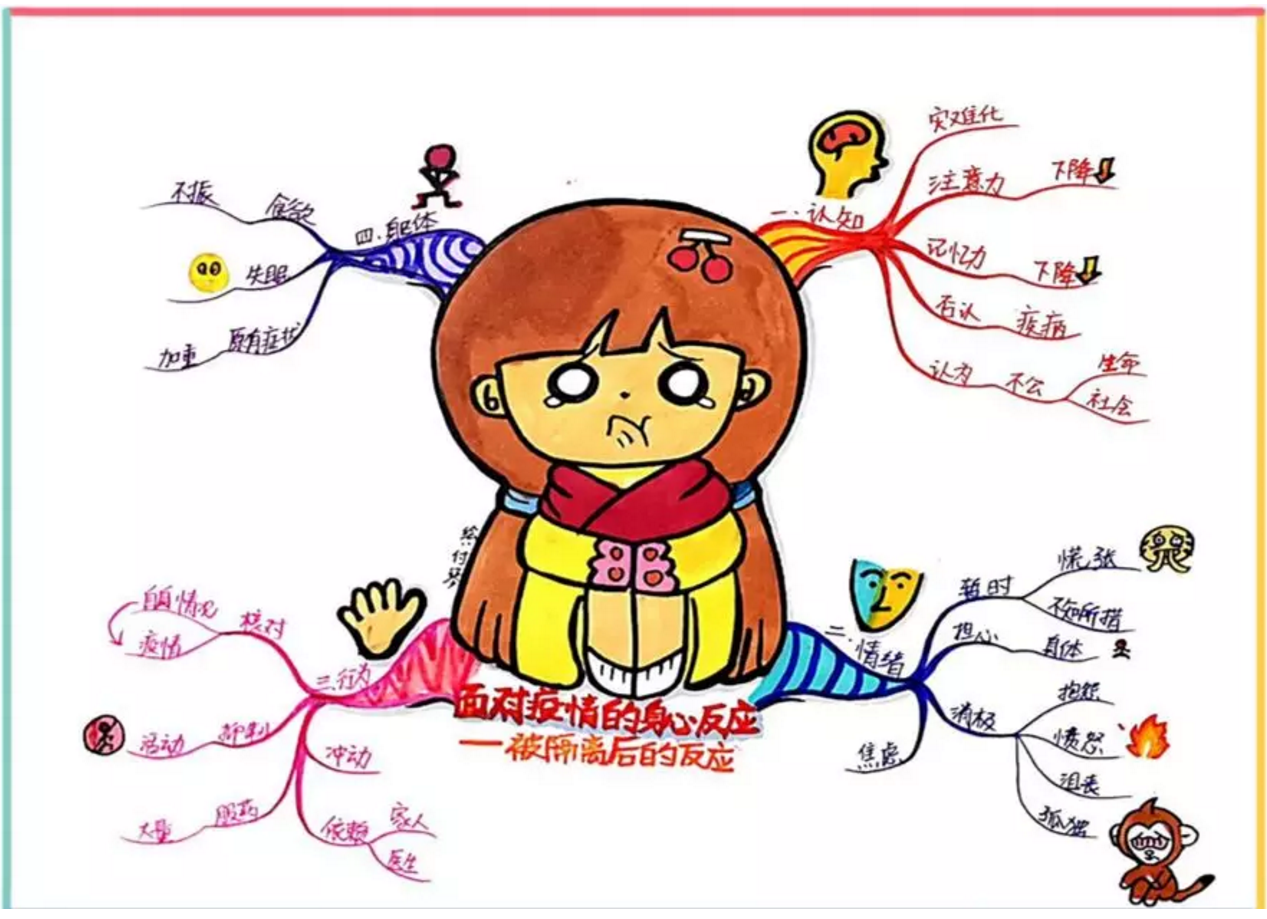 面对疫情的身心反应
——被隔离后的反应
一.认知
灾难化
注意力 下降
记忆力 下降
否认 疾病
认为 不公
生命
社会
二.情绪
暂时
慌张
不知所措
担心 身体
消极
抱怨
愤怒
沮丧
孤独
焦虑
三.行为
核对
自身情况
疫情
抑制 活动
冲动
服药 大量
依赖
家人
医生
四.躯体
食欲 不振
失眠
原有症状 加重
绘
付琴